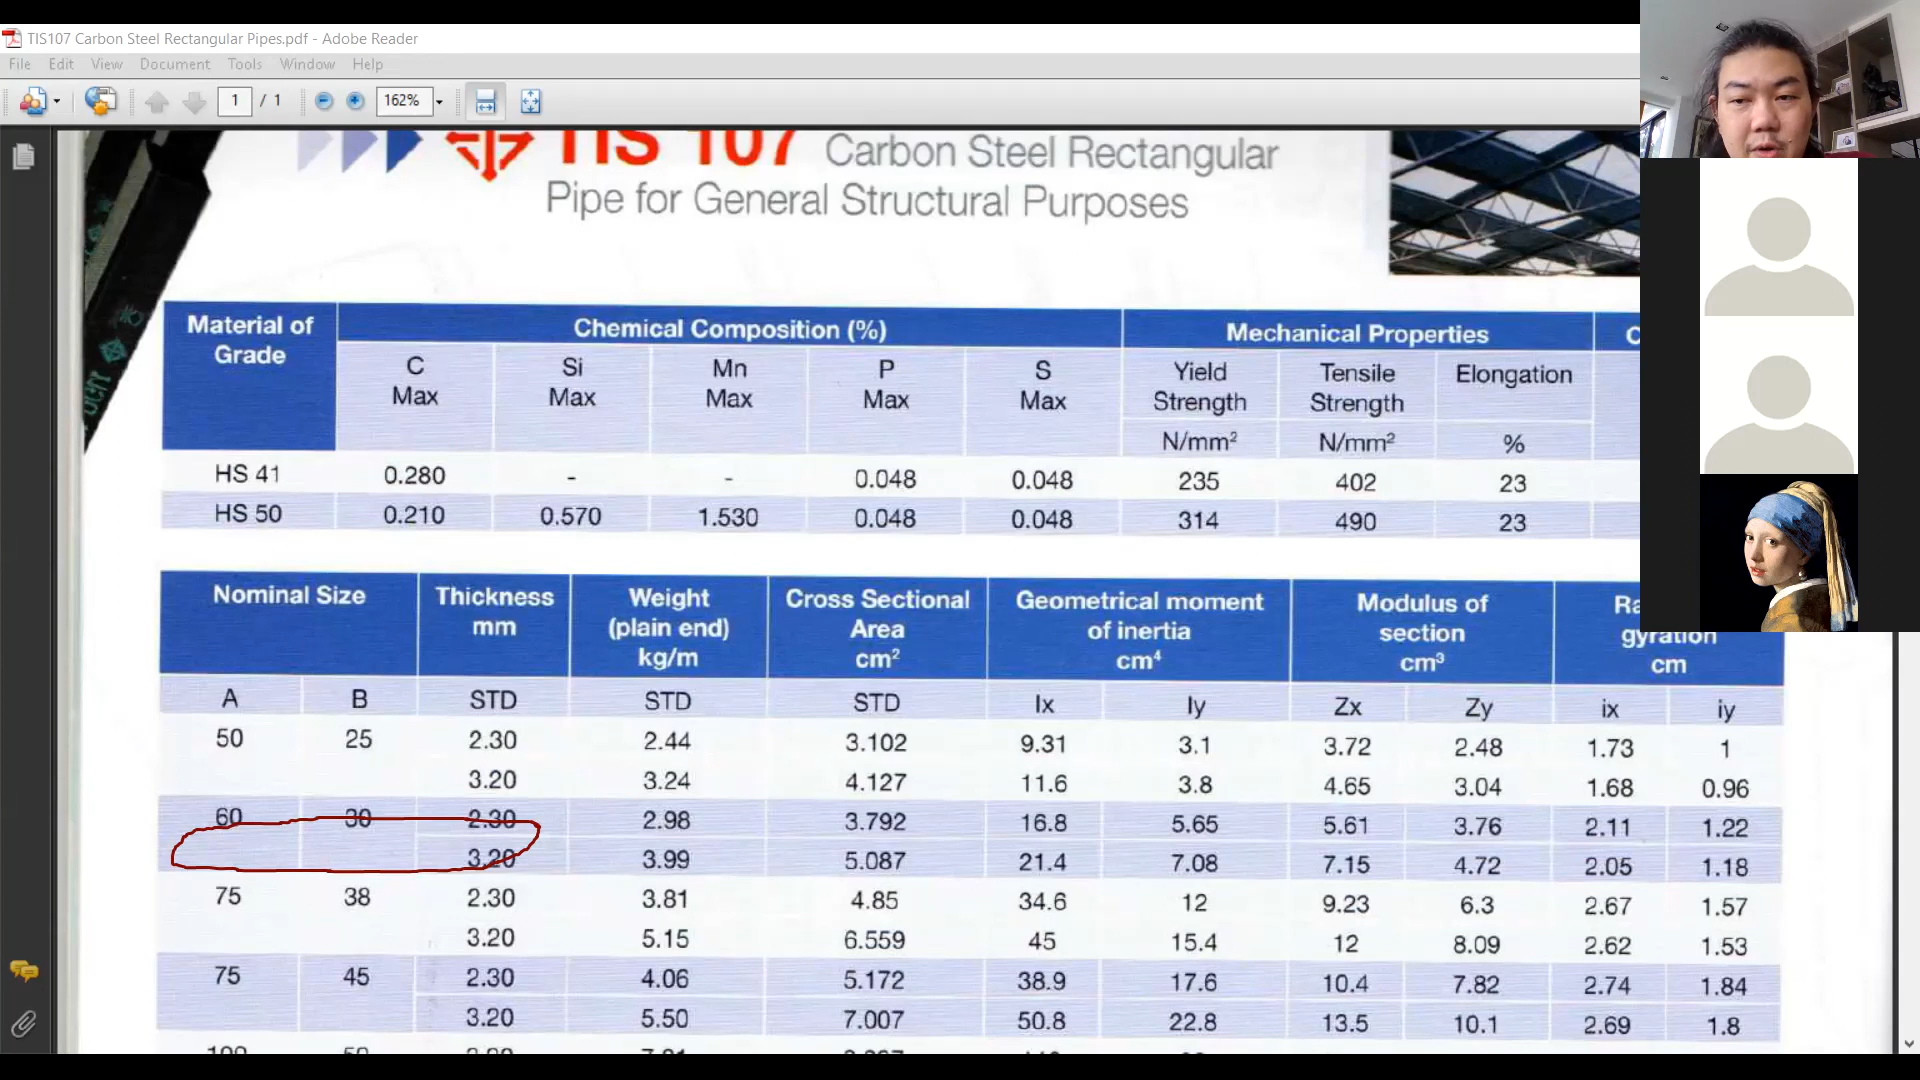 TIS107 Carbon Steel Rectangular Pipes.pdf - Adobe Reader
File Edit View Document Tools Window Help
1 / 1 162%
TIS 107 Carbon Steel Rectangular
Pipe for General Structural Purposes
Material of Grade Chemical Composition (%) Mechanical Properties
C Max Si Max Mn Max P Max S Max Yield Strength Tensile Strength Elongation
N/mm² N/mm² %
HS 41 0.280 - - 0.048 0.048 235 402 23
HS 50 0.210 0.570 1.530 0.048 0.048 314 490 23
Nominal Size Thickness mm Weight (plain end) kg/m Cross Sectional Area cm² Geometrical moment of inertia cm⁴ Modulus of section cm³ gyration cm
A B STD STD STD Ix Iy Zx Zy ix iy
50 25 2.30 2.44 3.102 9.31 3.1 3.72 2.48 1.73 1
3.20 3.24 4.127 11.6 3.8 4.65 3.04 1.68 0.96
60 30 2.30 2.98 3.792 16.8 5.65 5.61 3.76 2.11 1.22
3.20 3.99 5.087 21.4 7.08 7.15 4.72 2.05 1.18
75 38 2.30 3.81 4.85 34.6 12 9.23 6.3 2.67 1.57
3.20 5.15 6.559 45 15.4 12 8.09 2.62 1.53
75 45 2.30 4.06 5.172 38.9 17.6 10.4 7.82 2.74 1.84
3.20 5.50 7.007 50.8 22.8 13.5 10.1 2.69 1.8